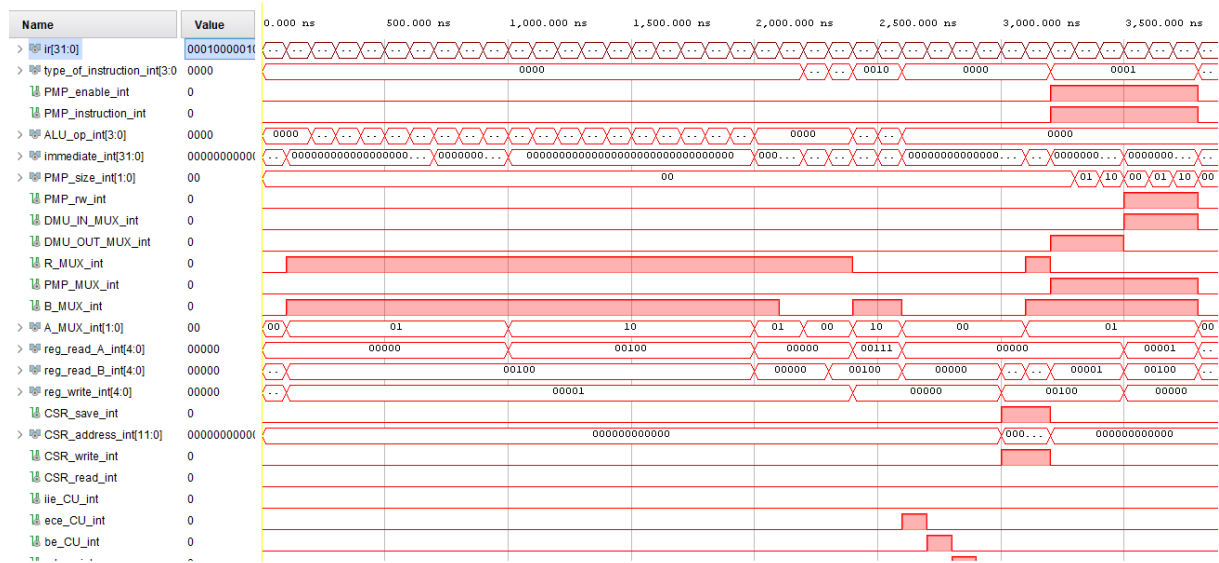 Name Value 0.000 ns 500.000 ns 1,000.000 ns 1,500.000 ns 2,000.000 ns 2,500.000 ns 3,000.000 ns 3,500.000 ns
ir[31:0] 00010000010
type_of_instruction_int[3:0 0000 0000 .. .. 0010 0000 0001 ..
PMP_enable_int 0
PMP_instruction_int 0
ALU_op_int[3:0] 0000 0000 .. .. .. .. .. .. .. .. .. .. .. .. .. .. .. .. .. .. 0000 .. .. 0000
immediate_int[31:0] 00000000000 .. 0000000000000000000... 0000000... 00000000000000000000000000000000 000... .. .. .. .. 00000000000000... .. .. 0000000... 0000000... ..
PMP_size_int[1:0] 00 00 01 10 00 01 10 00
PMP_rw_int 0
DMU_IN_MUX_int 0
DMU_OUT_MUX_int 0
R_MUX_int 0
PMP_MUX_int 0
B_MUX_int 0
A_MUX_int[1:0] 00 00 01 10 01 00 10 00 01 00
reg_read_A_int[4:0] 00000 00000 00100 00000 00111 00000 00001 ..
reg_read_B_int[4:0] 00000 .. 00100 00000 00100 00000 .. .. 00001 00100 ..
reg_write_int[4:0] 00000 .. 00001 00000 00100 00000
CSR_save_int 0
CSR_address_int[11:0] 00000000000 000000000000 000... 000000000000
CSR_write_int 0
CSR_read_int 0
iie_CU_int 0
ece_CU_int 0
be_CU_int 0